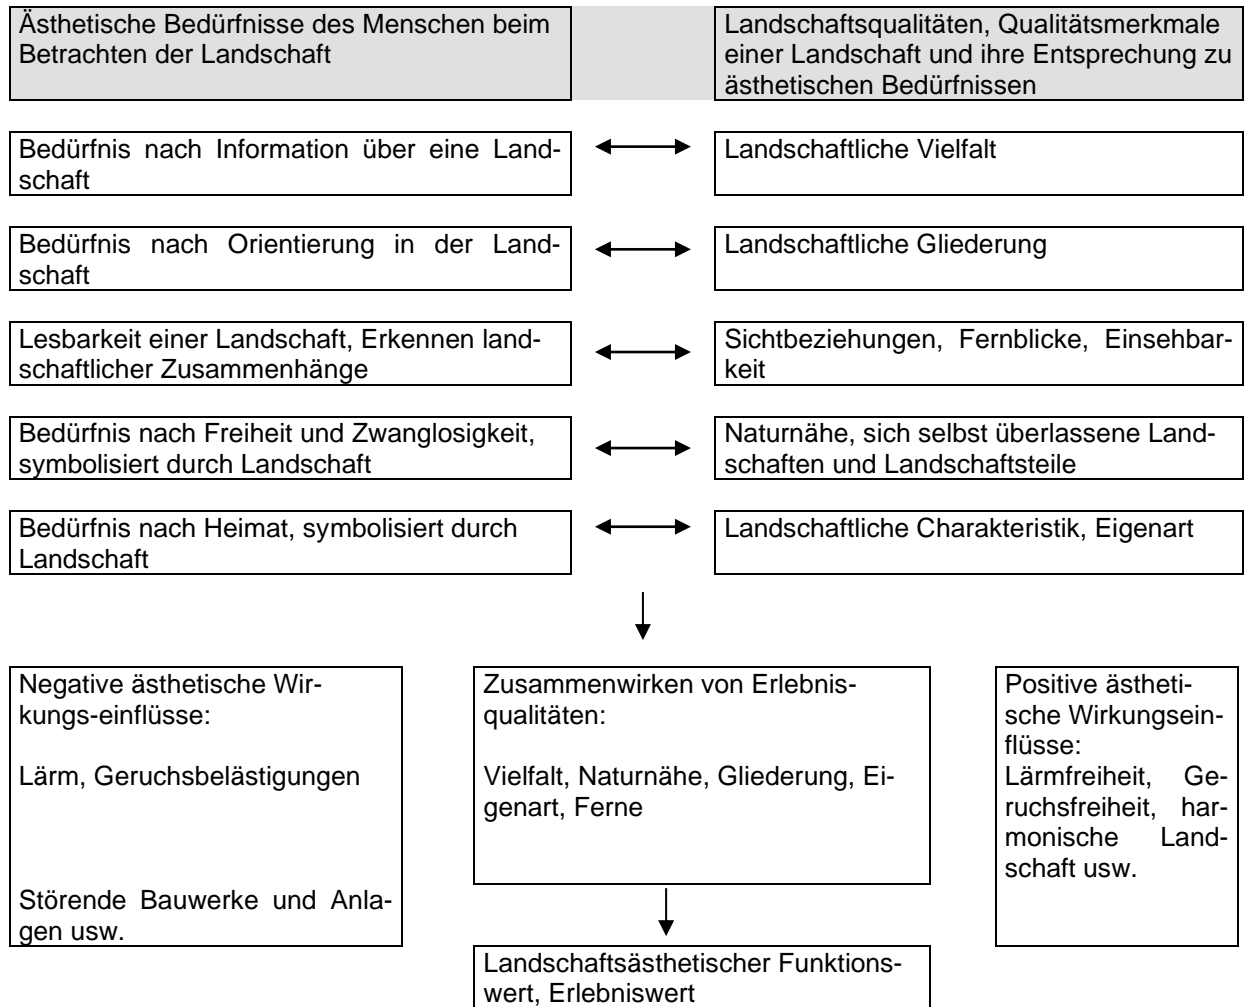 Ästhetische Bedürfnisse des Menschen beim
Betrachten der Landschaft
Landschaftsqualitäten, Qualitätsmerkmale
einer Landschaft und ihre Entsprechung zu
ästhetischen Bedürfnissen
Bedürfnis nach Information über eine Land-
schaft
Landschaftliche Vielfalt
Bedürfnis nach Orientierung in der Land-
schaft
Landschaftliche Gliederung
Lesbarkeit einer Landschaft, Erkennen land-
schaftlicher Zusammenhänge
Sichtbeziehungen, Fernblicke, Einsehbar-
keit
Bedürfnis nach Freiheit und Zwanglosigkeit,
symbolisiert durch Landschaft
Naturnähe, sich selbst überlassene Land-
schaften und Landschaftsteile
Bedürfnis nach Heimat, symbolisiert durch
Landschaft
Landschaftliche Charakteristik, Eigenart
Negative ästhetische Wir-
kungs-einflüsse:
Lärm, Geruchsbelästigungen
Störende Bauwerke und Anla-
gen usw.
Zusammenwirken von Erlebnis-
qualitäten:
Vielfalt, Naturnähe, Gliederung, Ei-
genart, Ferne
Positive ästheti-
sche Wirkungsein-
flüsse:
Lärmfreiheit, Ge-
ruchsfreiheit, har-
monische Land-
schaft usw.
Landschaftsästhetischer Funktions-
wert, Erlebniswert